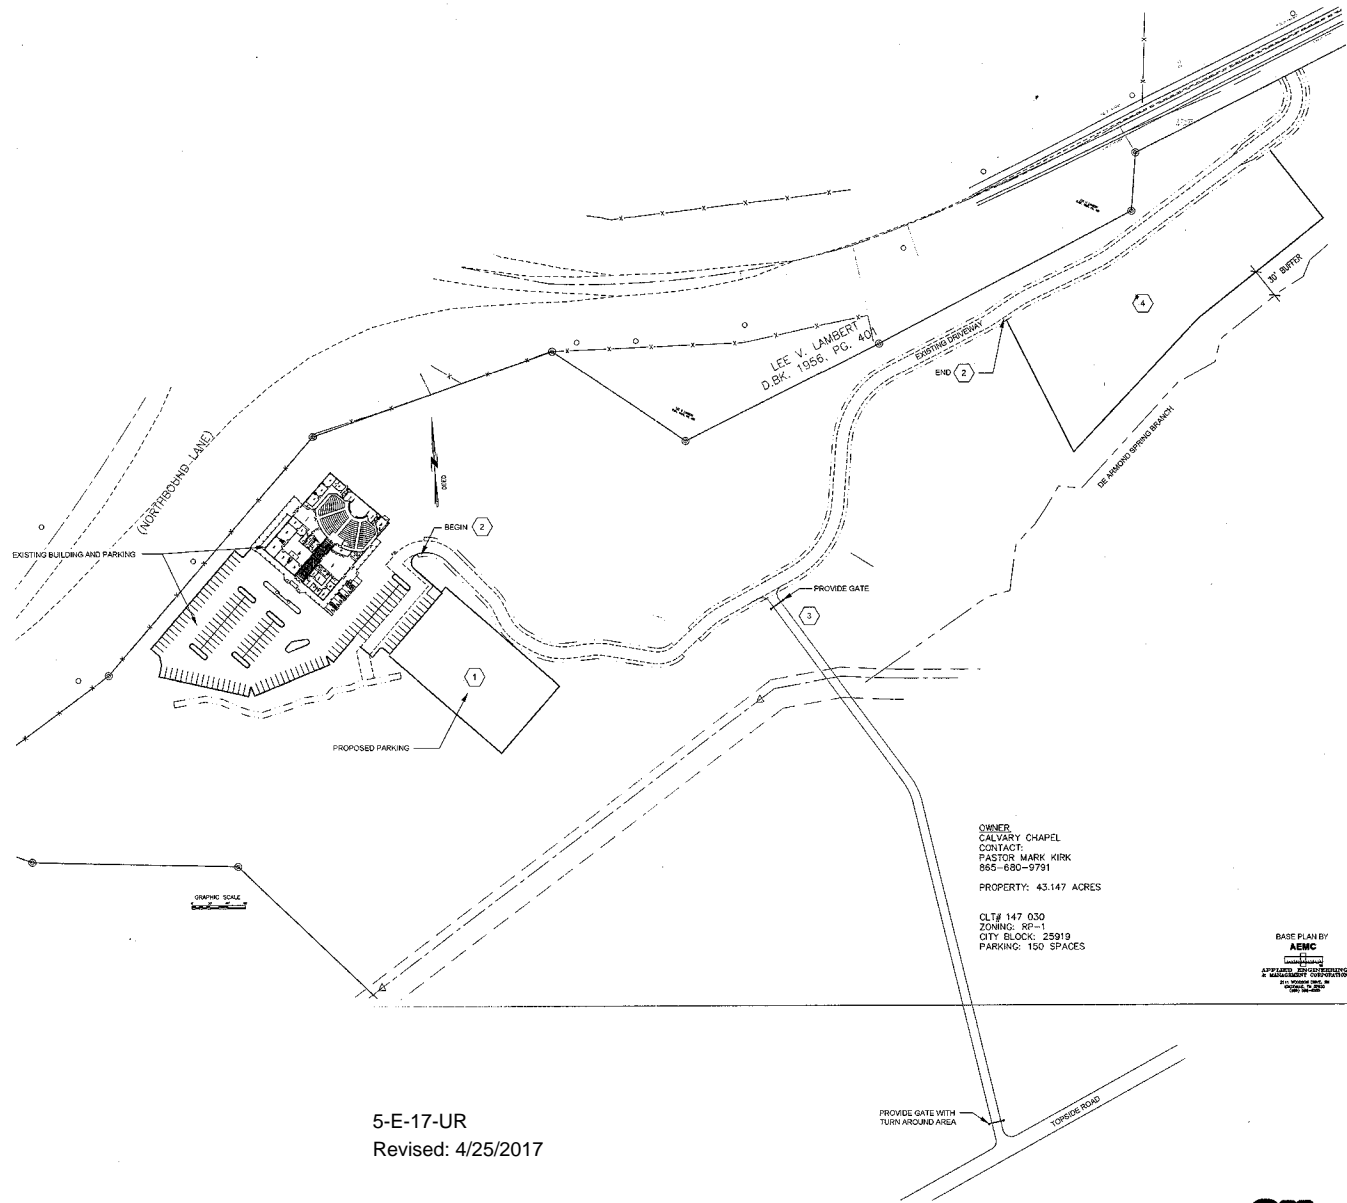 30' BUFFER
4
LEE V. LAMBERT
D.BK. 1956, PG. 401
EXISTING DRIVEWAY
END 2
DE ARMOND SPRING BRANCH
(NORTHBOUND LANE)
DEED
BEGIN 2
EXISTING BUILDING AND PARKING
PROVIDE GATE
3
1
PROPOSED PARKING
OWNER
CALVARY CHAPEL
CONTACT:
PASTOR MARK KIRK
865-680-9791
PROPERTY: 43.147 ACRES
CLT# 147 030
ZONING: RP-1
CITY BLOCK: 25919
PARKING: 150 SPACES
GRAPHIC SCALE
BASE PLAN BY
AEMC
APPLIED ENGINEERING
& MANAGEMENT CORPORATION
PROVIDE GATE WITH
TURN AROUND AREA
TOPSIDE ROAD
5-E-17-UR
Revised: 4/25/2017